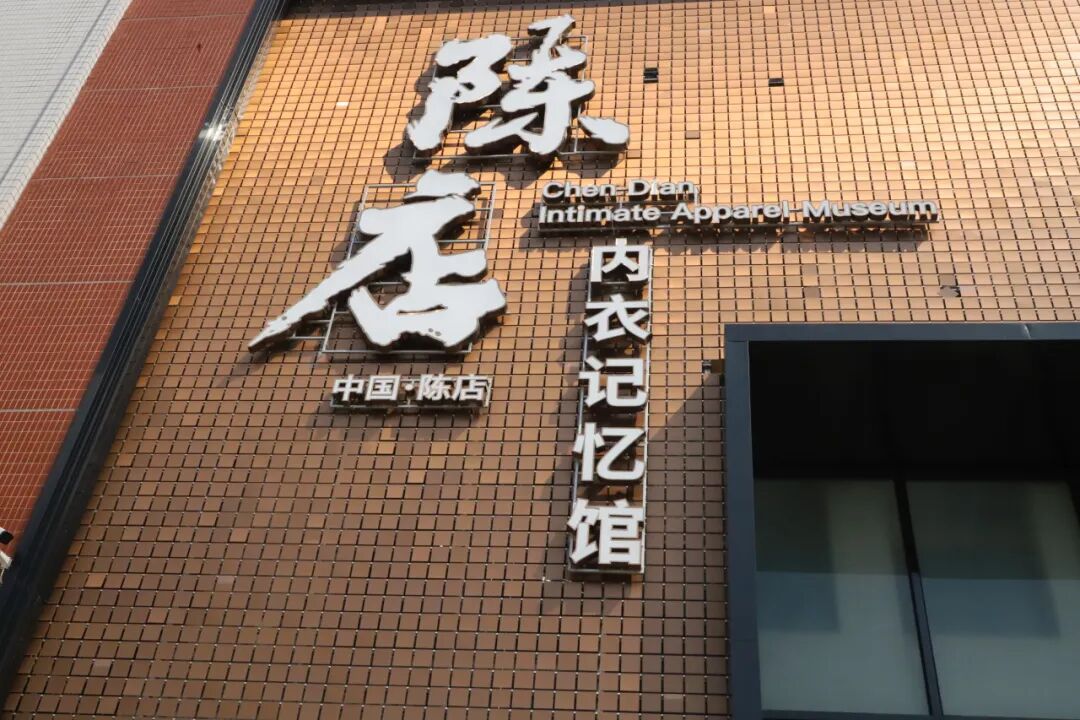 陈店
Chen-Dian
Intimate Apparel Museum
内衣记忆馆
中国·陈店